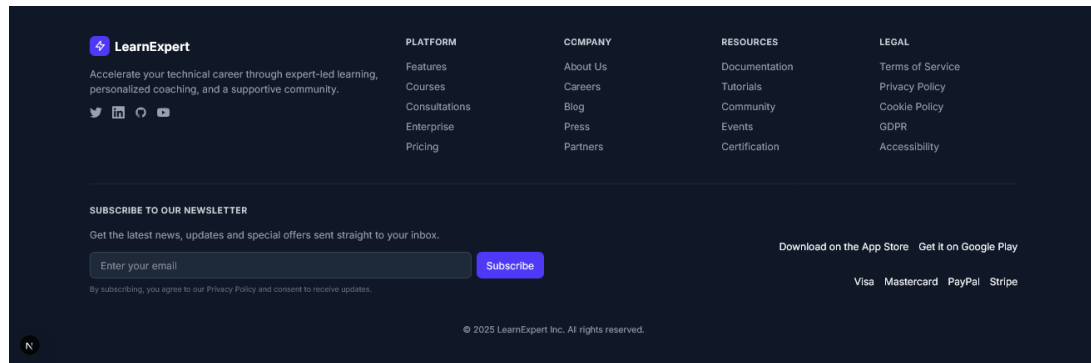 LearnExpert
Accelerate your technical career through expert-led learning,
personalized coaching, and a supportive community.
PLATFORM
Features
Courses
Consultations
Enterprise
Pricing
COMPANY
About Us
Careers
Blog
Press
Partners
RESOURCES
Documentation
Tutorials
Community
Events
Certification
LEGAL
Terms of Service
Privacy Policy
Cookie Policy
GDPR
Accessibility
SUBSCRIBE TO OUR NEWSLETTER
Get the latest news, updates and special offers sent straight to your inbox.
Enter your email
Subscribe
By subscribing, you agree to our Privacy Policy and consent to receive updates.
Download on the App Store Get it on Google Play
Visa Mastercard PayPal Stripe
© 2025 LearnExpert Inc. All rights reserved.
N